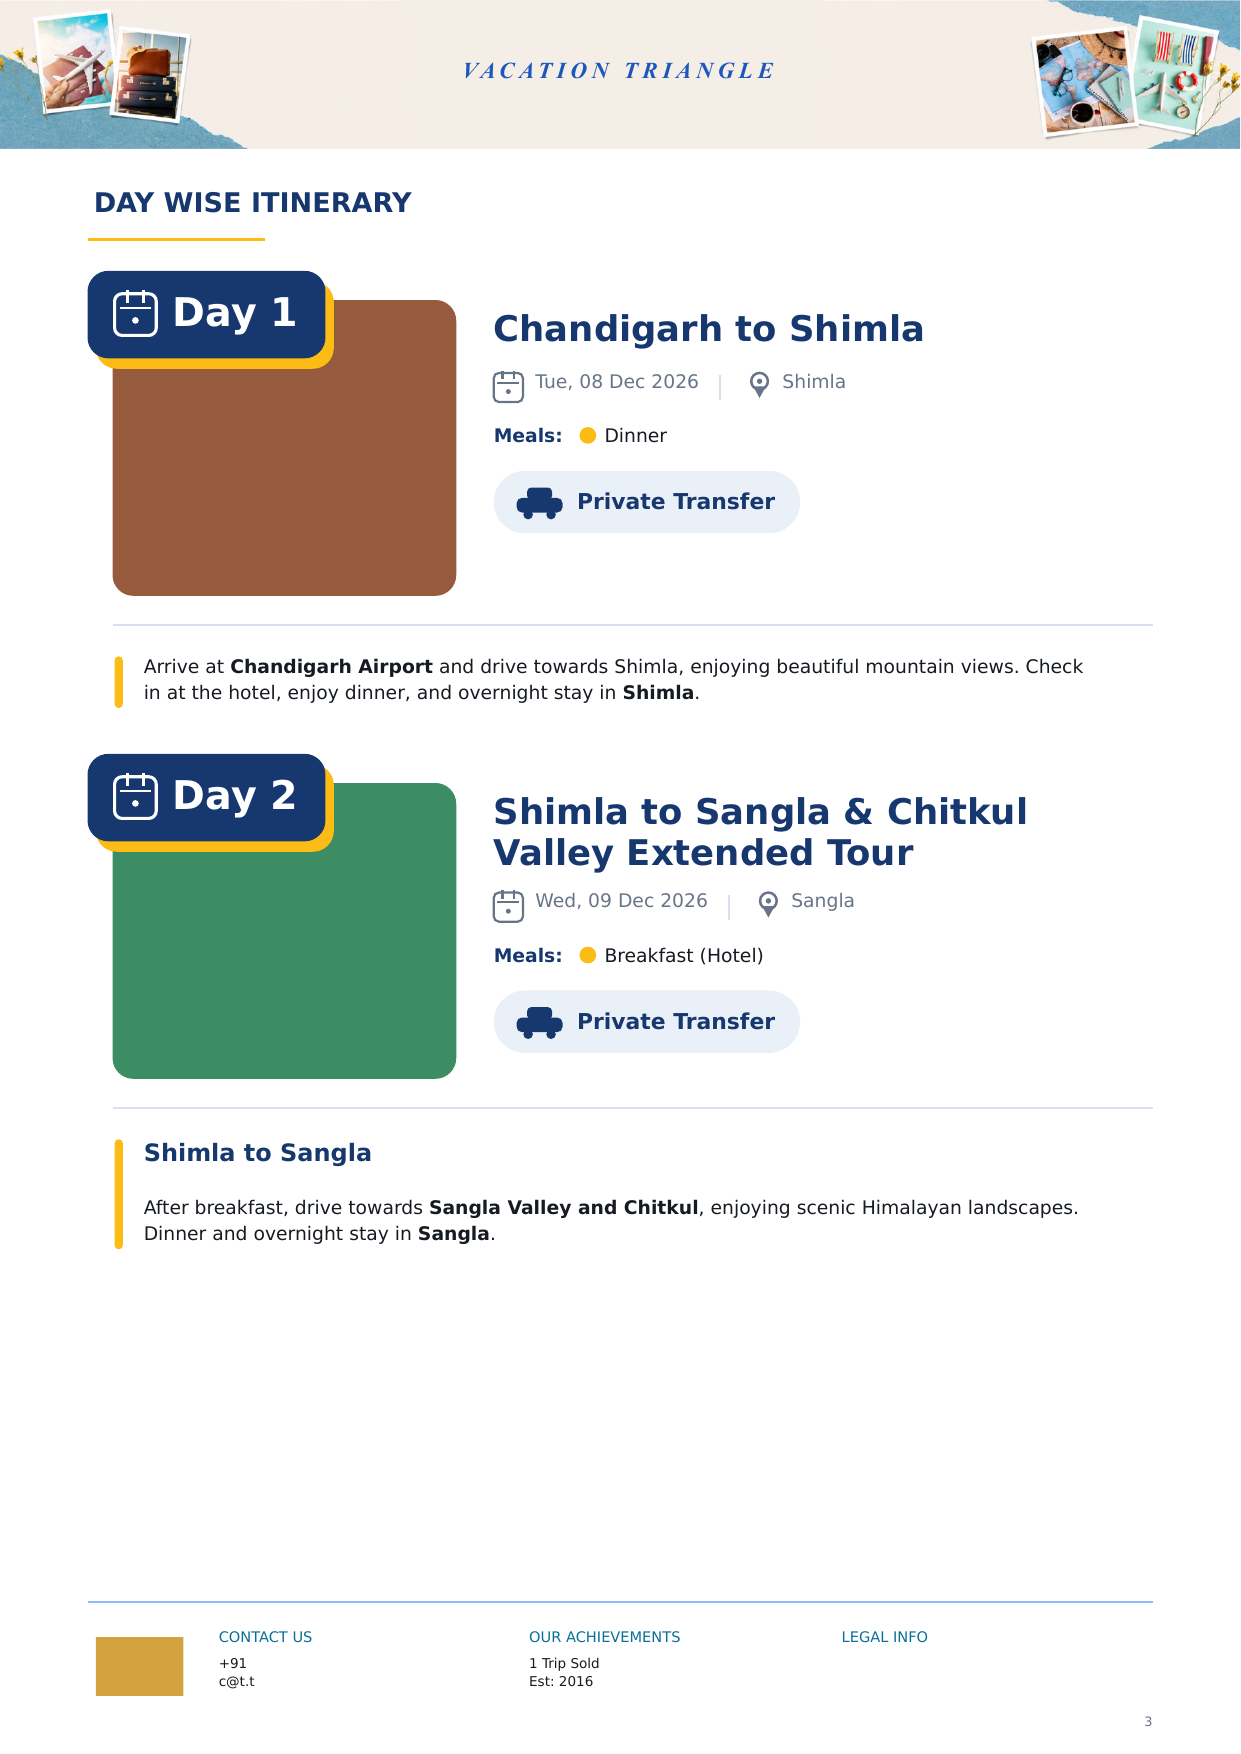 VACATION TRIANGLE
DAY WISE ITINERARY
Day 1
Chandigarh to Shimla
Tue, 08 Dec 2026
Shimla
Meals: Dinner
Private Transfer
Arrive at Chandigarh Airport and drive towards Shimla, enjoying beautiful mountain views. Check
in at the hotel, enjoy dinner, and overnight stay in Shimla.
Day 2
Shimla to Sangla & Chitkul
Valley Extended Tour
Wed, 09 Dec 2026
Sangla
Meals: Breakfast (Hotel)
Private Transfer
Shimla to Sangla
After breakfast, drive towards Sangla Valley and Chitkul, enjoying scenic Himalayan landscapes.
Dinner and overnight stay in Sangla.
CONTACT US
+91
c@t.t
OUR ACHIEVEMENTS
1 Trip Sold
Est: 2016
LEGAL INFO
3